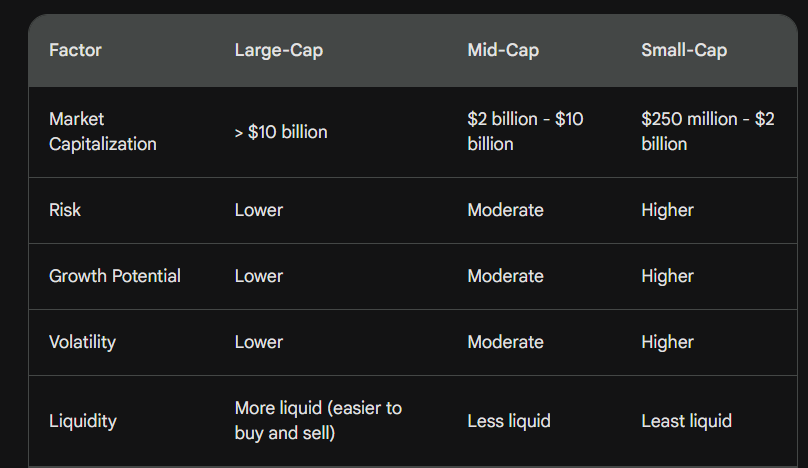 Factor Large-Cap Mid-Cap Small-Cap
Market Capitalization > $10 billion $2 billion - $10 billion $250 million - $2 billion
Risk Lower Moderate Higher
Growth Potential Lower Moderate Higher
Volatility Lower Moderate Higher
Liquidity More liquid (easier to buy and sell) Less liquid Least liquid